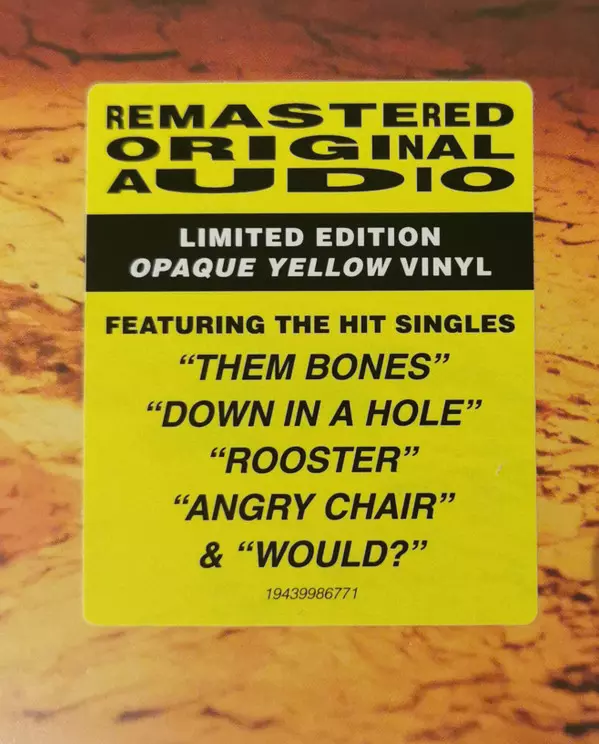 REMASTERED
ORIGINAL
AUDIO
LIMITED EDITION
OPAQUE YELLOW VINYL
FEATURING THE HIT SINGLES
“THEM BONES”
“DOWN IN A HOLE”
“ROOSTER”
“ANGRY CHAIR”
& “WOULD?”
19439986771